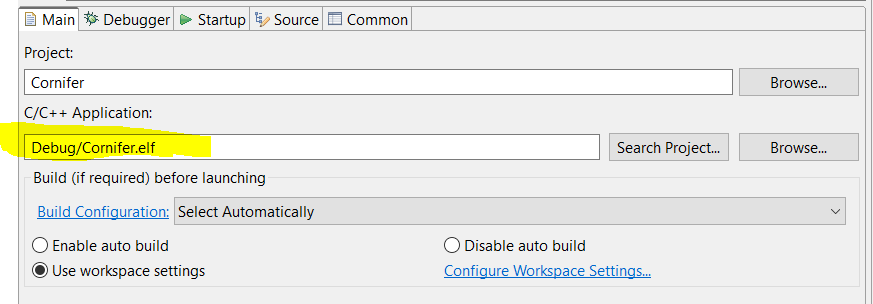 Main Debugger Startup Source Common
Project:
Cornifer Browse...
C/C++ Application:
Debug/Cornifer.elf Search Project... Browse...
Build (if required) before launching
Build Configuration: Select Automatically
Enable auto build Disable auto build
Use workspace settings Configure Workspace Settings...